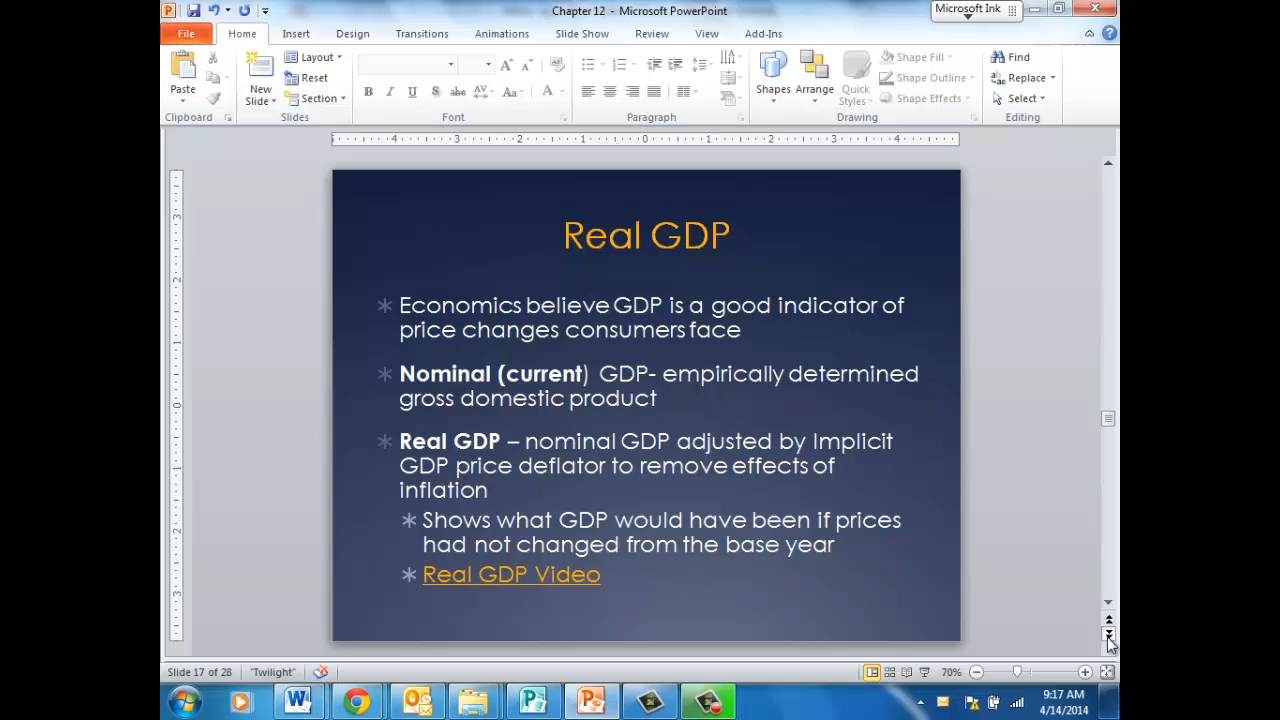 Chapter 12 - Microsoft PowerPoint
Microsoft Ink
File Home Insert Design Transitions Animations Slide Show Review View Add-Ins
Paste
New Slide
Layout
Reset
Section
Shapes
Arrange
Quick Styles
Shape Fill
Shape Outline
Shape Effects
Find
Replace
Select
Clipboard Slides Font Paragraph Drawing Editing
Real GDP
Economics believe GDP is a good indicator of
price changes consumers face
Nominal (current) GDP- empirically determined
gross domestic product
Real GDP – nominal GDP adjusted by Implicit
GDP price deflator to remove effects of
inflation
Shows what GDP would have been if prices
had not changed from the base year
Real GDP Video
Slide 17 of 28 "Twilight" 70%
9:17 AM
4/14/2014